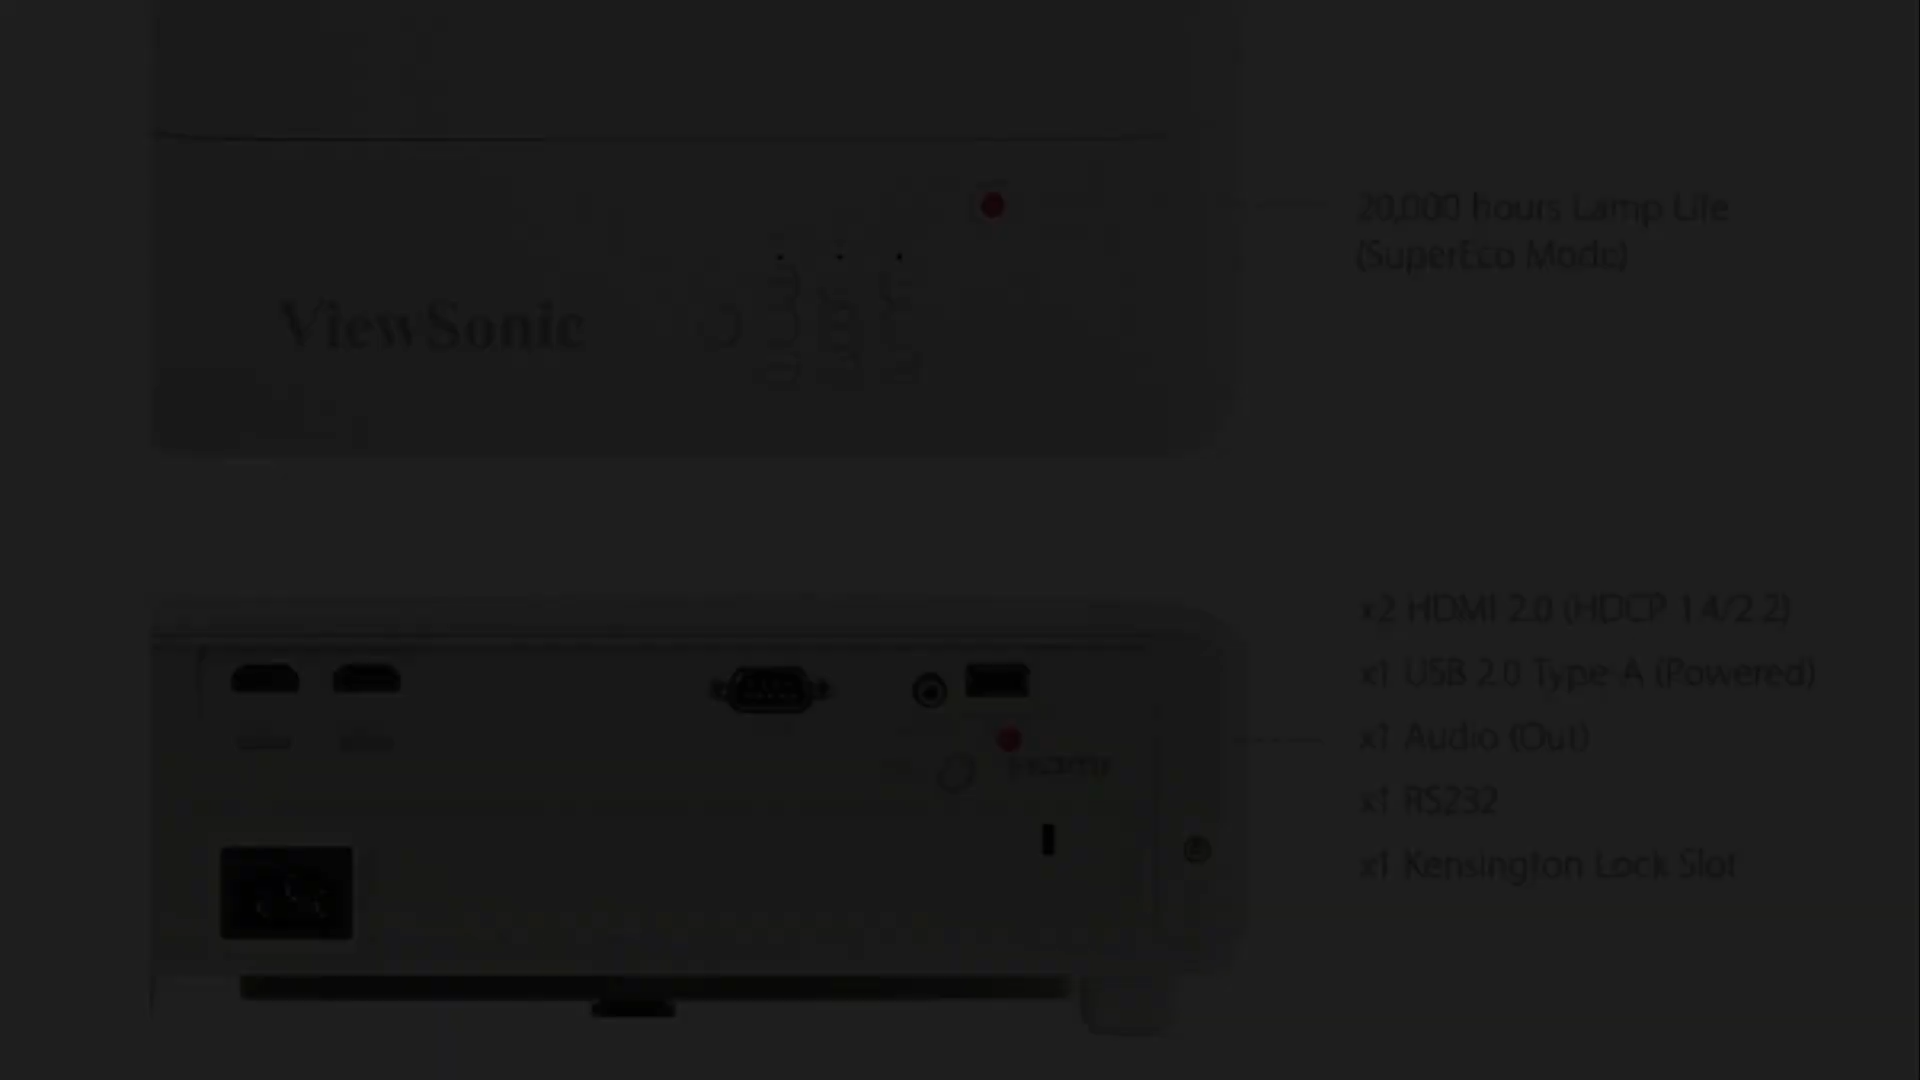 20,000 hours Lamp Life
(SuperEco Mode)
ViewSonic
x2 HDMI 2.0 (HDCP 1.4/2.2)
x1 USB 2.0 Type-A (Powered)
x1 Audio (Out)
x1 RS232
x1 Kensington Lock Slot